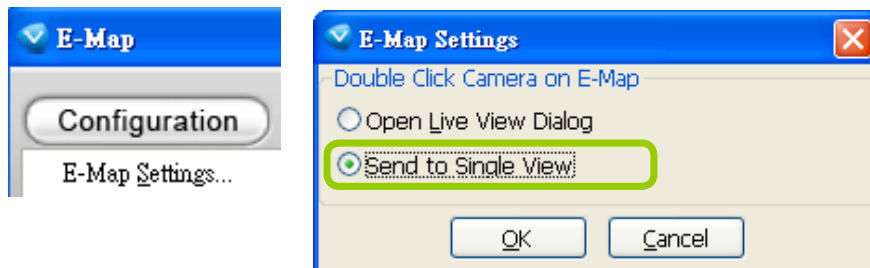 E-Map
Configuration
E-Map Settings...
E-Map Settings
Double Click Camera on E-Map
Open Live View Dialog
Send to Single View
OK Cancel